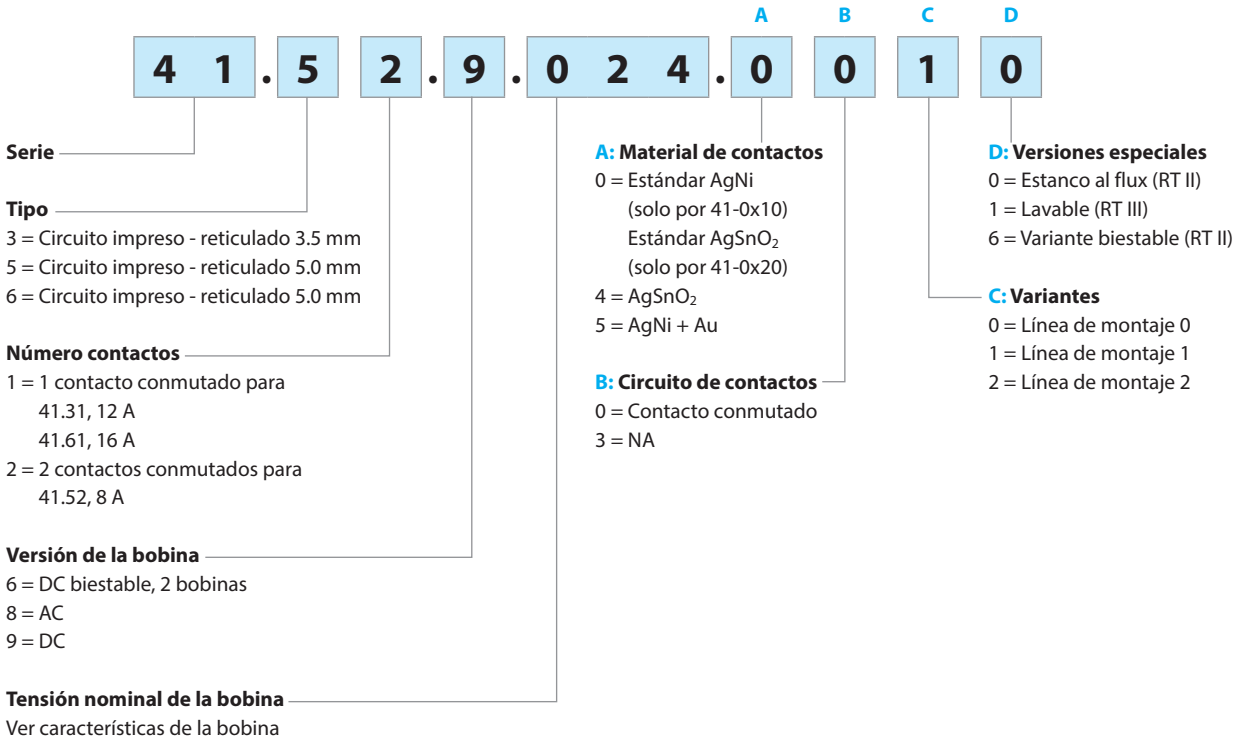 A B C D
4 1 . 5 2 . 9 . 0 2 4 . 0 0 1 0
Serie
Tipo
3 = Circuito impreso - reticulado 3.5 mm
5 = Circuito impreso - reticulado 5.0 mm
6 = Circuito impreso - reticulado 5.0 mm
Número contactos
1 = 1 contacto conmutado para
41.31, 12 A
41.61, 16 A
2 = 2 contactos conmutados para
41.52, 8 A
Versión de la bobina
6 = DC biestable, 2 bobinas
8 = AC
9 = DC
Tensión nominal de la bobina
Ver características de la bobina
A: Material de contactos
0 = Estándar AgNi
(solo por 41-0x10)
Estándar AgSnO₂
(solo por 41-0x20)
4 = AgSnO₂
5 = AgNi + Au
B: Circuito de contactos
0 = Contacto conmutado
3 = NA
D: Versiones especiales
0 = Estanco al flux (RT II)
1 = Lavable (RT III)
6 = Variante biestable (RT II)
C: Variantes
0 = Línea de montaje 0
1 = Línea de montaje 1
2 = Línea de montaje 2